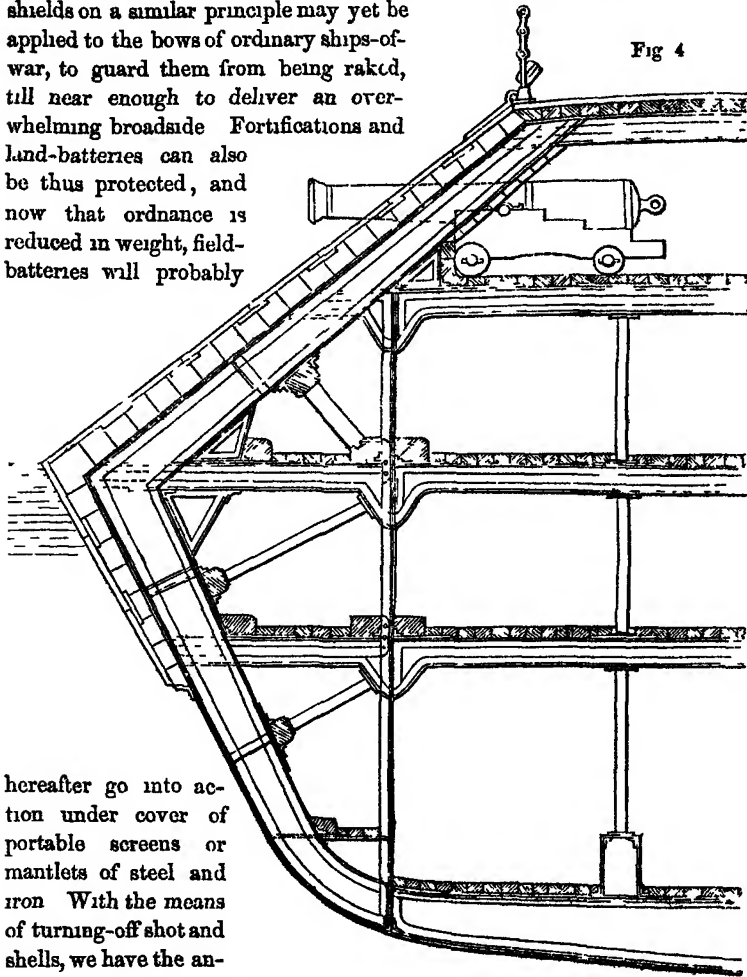 shields on a similar principle may yet be
applied to the bows of ordinary ships-of-
war, to guard them from being raked,
till near enough to deliver an over-
whelming broadside Fortifications and
land-batteries can also
be thus protected, and
now that ordnance is
reduced in weight, field-
batteries will probably
Fig 4
hereafter go into ac-
tion under cover of
portable screens or
mantlets of steel and
iron With the means
of turning-off shot and
shells, we have the an-